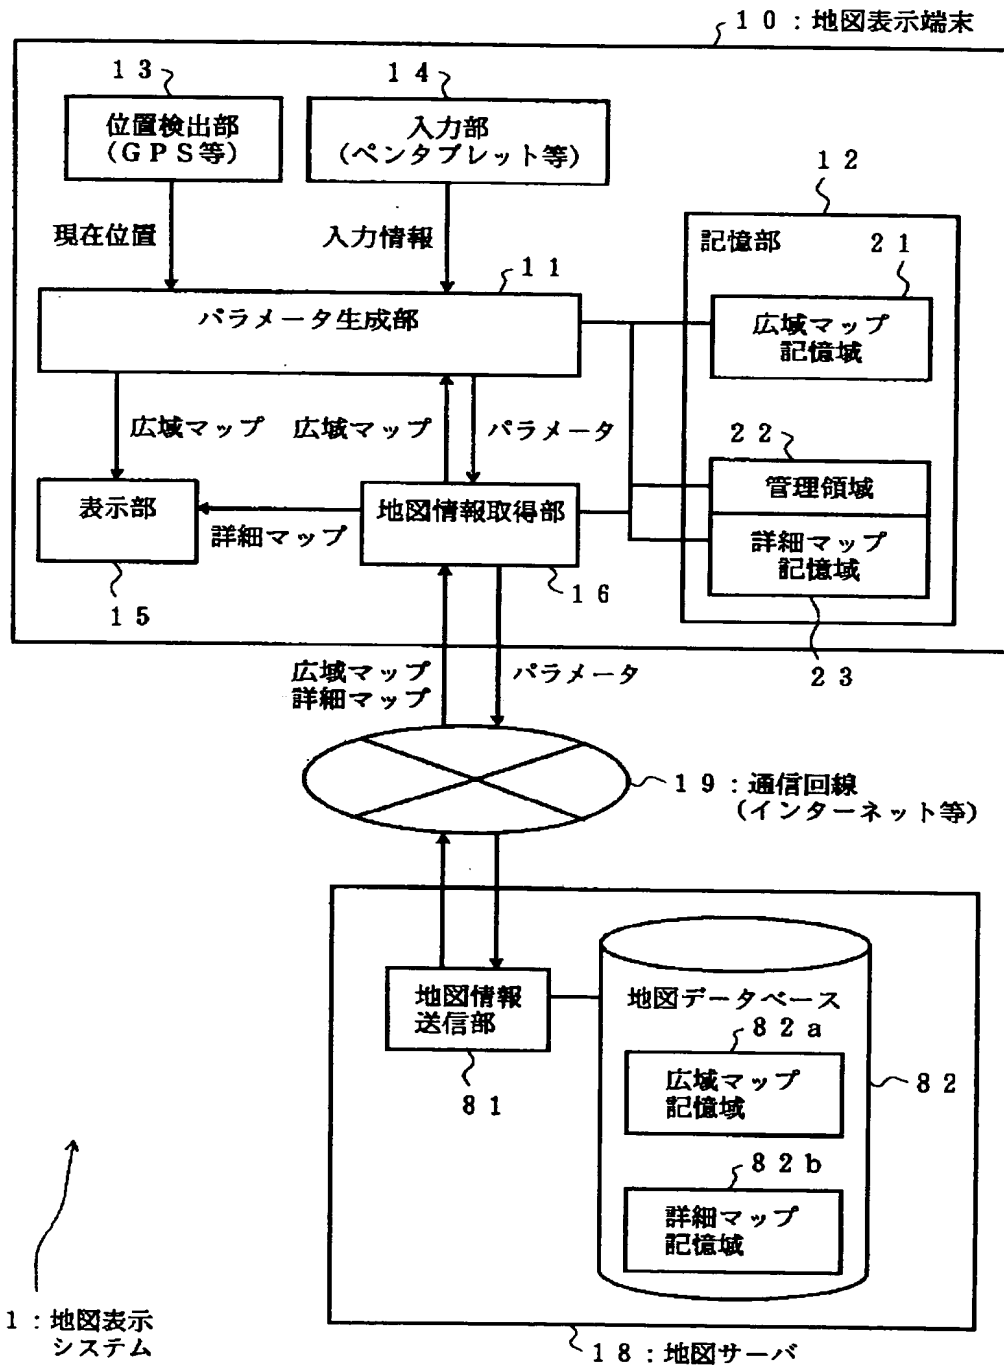 10：地図表示端末
13
14
位置検出部
（ＧＰＳ等）
入力部
（ペンタブレット等）
12
現在位置
入力情報
記憶部
21
11
パラメータ生成部
広域マップ
記憶域
広域マップ
広域マップ
パラメータ
22
管理領域
表示部
地図情報取得部
詳細マップ
詳細マップ
記憶域
15
16
23
広域マップ
詳細マップ
パラメータ
19：通信回線
（インターネット等）
地図情報
送信部
81
地図データベース
82a
広域マップ
記憶域
82
82b
詳細マップ
記憶域
1：地図表示
システム
18：地図サーバ